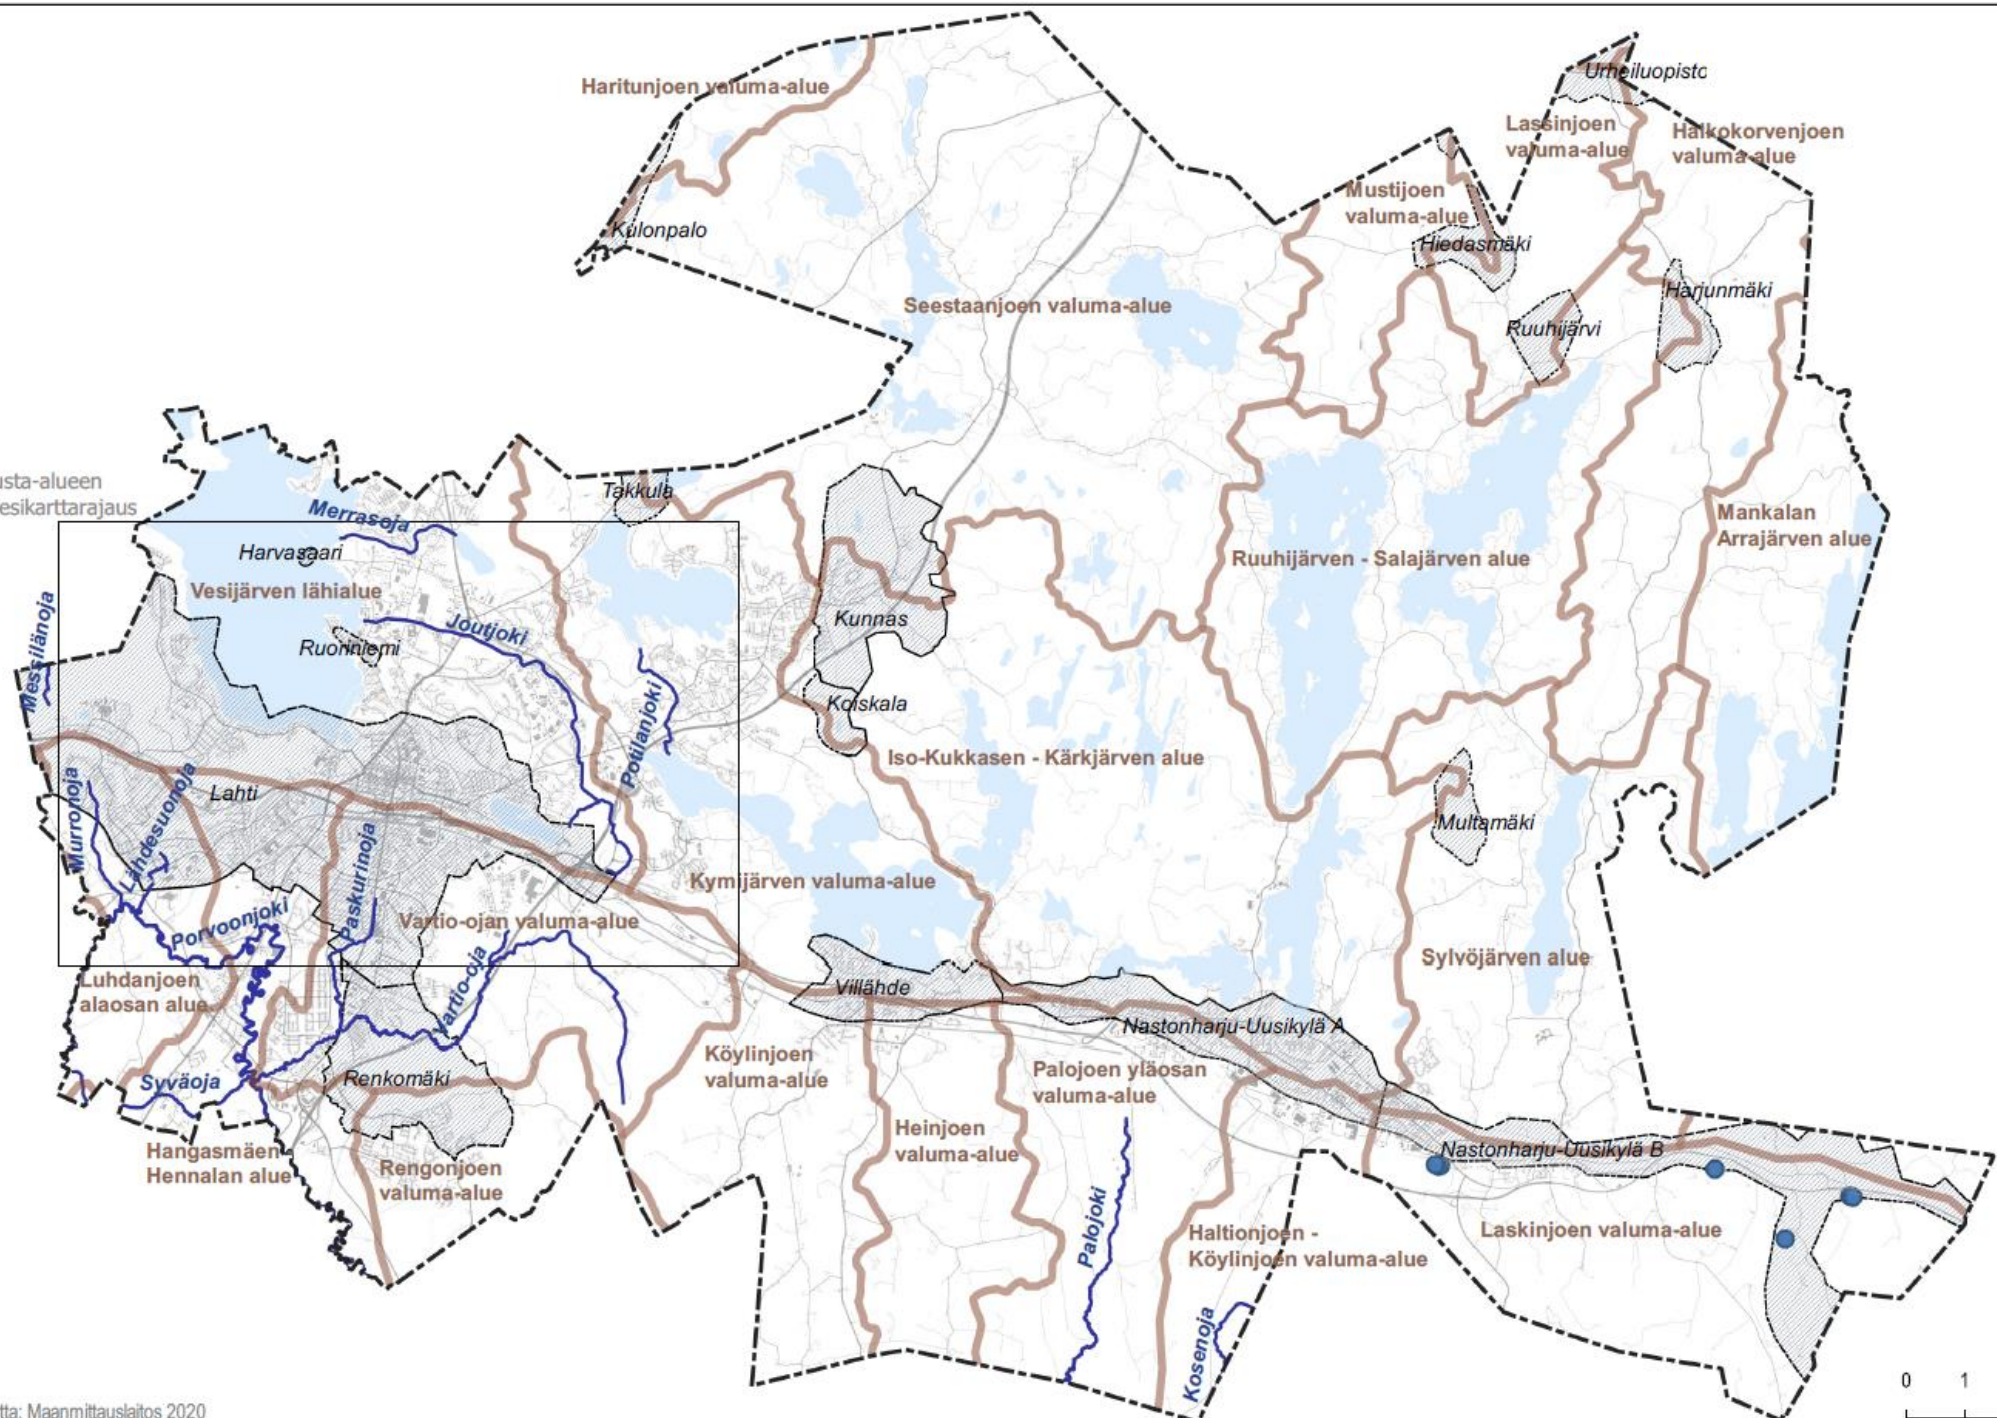 Urheiluopisto
Haritunjoen valuma-alue
Lassinjoen
valuma-alue
Halkokorvenjoen
valuma-alue
Mustijoen
valuma-alue
Kulonpalo
Hiedasmäki
Harjunmäki
Seestaanjoen valuma-alue
Ruuhijärvi
usta-alueen
esikarttarajaus
Takkula
Merrasoja
Mankalan
Arrajärven alue
Harvasaari
Ruuhijärven - Salajärven alue
Vesijärven lähialue
Messilänoja
Joutjoki
Kunnas
Ruoriniemi
Potilanjoki
Koiskala
Iso-Kukkasen - Kärkjärven alue
Lahti
Murronoja
Lähdesuonoja
Multamäki
Paskurinoja
Kymijärven valuma-alue
Porvoonjoki
Vartio-ojan valuma-alue
Sylvöjärven alue
Luhdanjoen
alaosan alue
Vartio-oja
Villähde
Nastonharju-Uusikylä A
Köylinjoen
valuma-alue
Palojoen yläosan
valuma-alue
Syväoja
Renkomäki
Heinjoen
valuma-alue
Hangasmäen -
Hennalan alue
Rengonjoen
valuma-alue
Nastonharju-Uusikylä B
Palojoki
Haltionjoen -
Köylinjoen valuma-alue
Laskinjoen valuma-alue
Kosenoja
0 1
tta: Maanmittauslaitos 2020